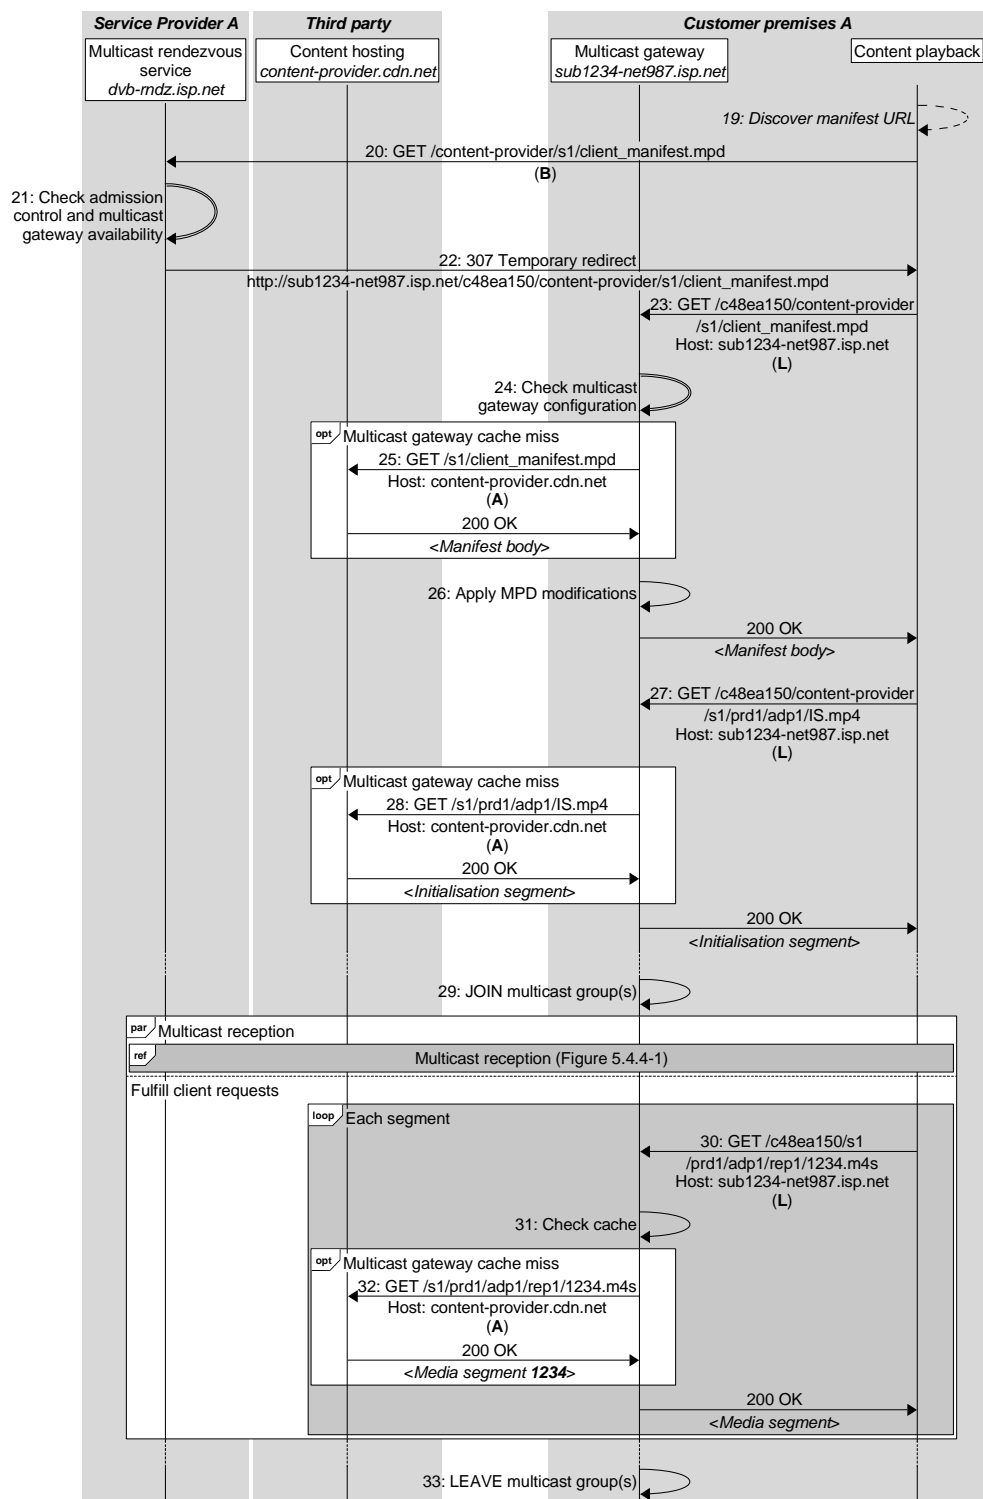 Service Provider A
Third party
Customer premises A
Multicast rendezvous
service
dvb-rndz.isp.net
Content hosting
content-provider.cdn.net
Multicast gateway
sub1234-net987.isp.net
Content playback
19: Discover manifest URL
20: GET /content-provider/s1/client_manifest.mpd
(B)
21: Check admission
control and multicast
gateway availability
22: 307 Temporary redirect
http://sub1234-net987.isp.net/c48ea150/content-provider/s1/client_manifest.mpd
23: GET /c48ea150/content-provider
/s1/client_manifest.mpd
Host: sub1234-net987.isp.net
(L)
24: Check multicast
gateway configuration
opt Multicast gateway cache miss
25: GET /s1/client_manifest.mpd
Host: content-provider.cdn.net
(A)
200 OK
<Manifest body>
26: Apply MPD modifications
200 OK
<Manifest body>
27: GET /c48ea150/content-provider
/s1/prd1/adp1/IS.mp4
Host: sub1234-net987.isp.net
(L)
opt Multicast gateway cache miss
28: GET /s1/prd1/adp1/IS.mp4
Host: content-provider.cdn.net
(A)
200 OK
<Initialisation segment>
200 OK
<Initialisation segment>
29: JOIN multicast group(s)
par Multicast reception
ref Multicast reception (Figure 5.4.4-1)
Fulfill client requests
loop Each segment
30: GET /c48ea150/s1
/prd1/adp1/rep1/1234.m4s
Host: sub1234-net987.isp.net
(L)
31: Check cache
opt Multicast gateway cache miss
32: GET /s1/prd1/adp1/rep1/1234.m4s
Host: content-provider.cdn.net
(A)
200 OK
<Media segment 1234>
200 OK
<Media segment>
33: LEAVE multicast group(s)